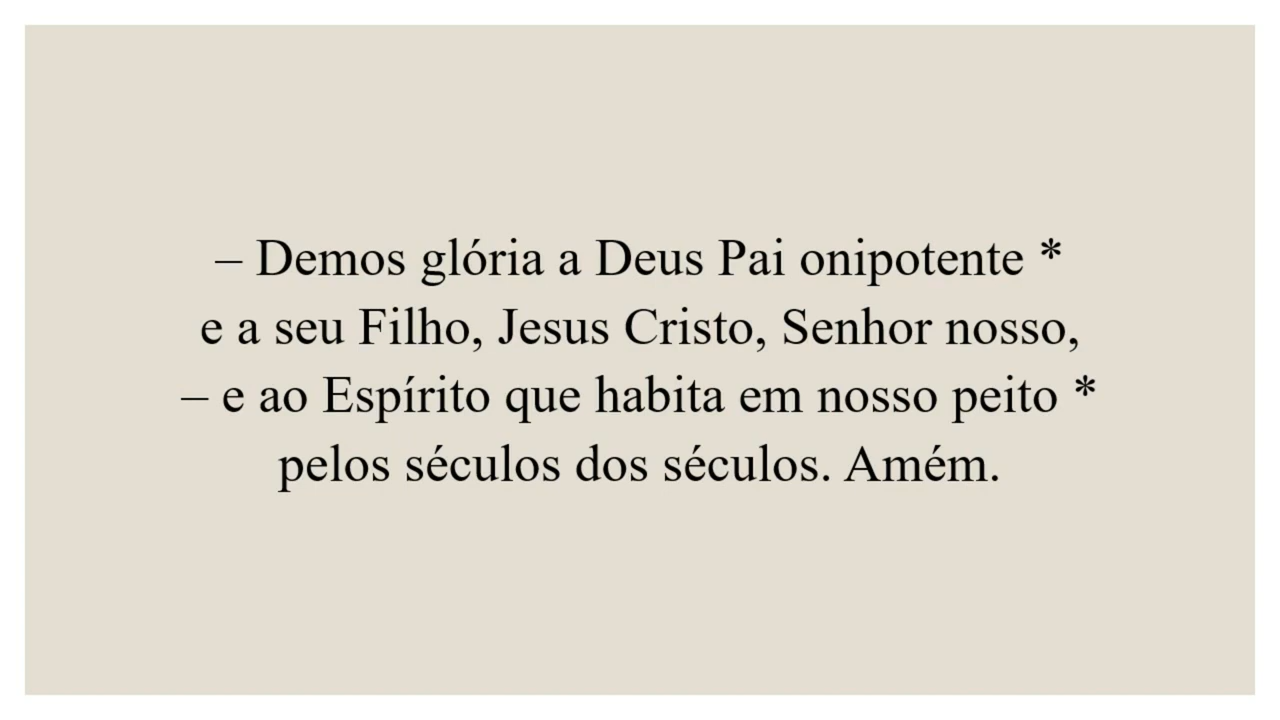 – Demos glória a Deus Pai onipotente *
e a seu Filho, Jesus Cristo, Senhor nosso,
– e ao Espírito que habita em nosso peito *
pelos séculos dos séculos. Amém.